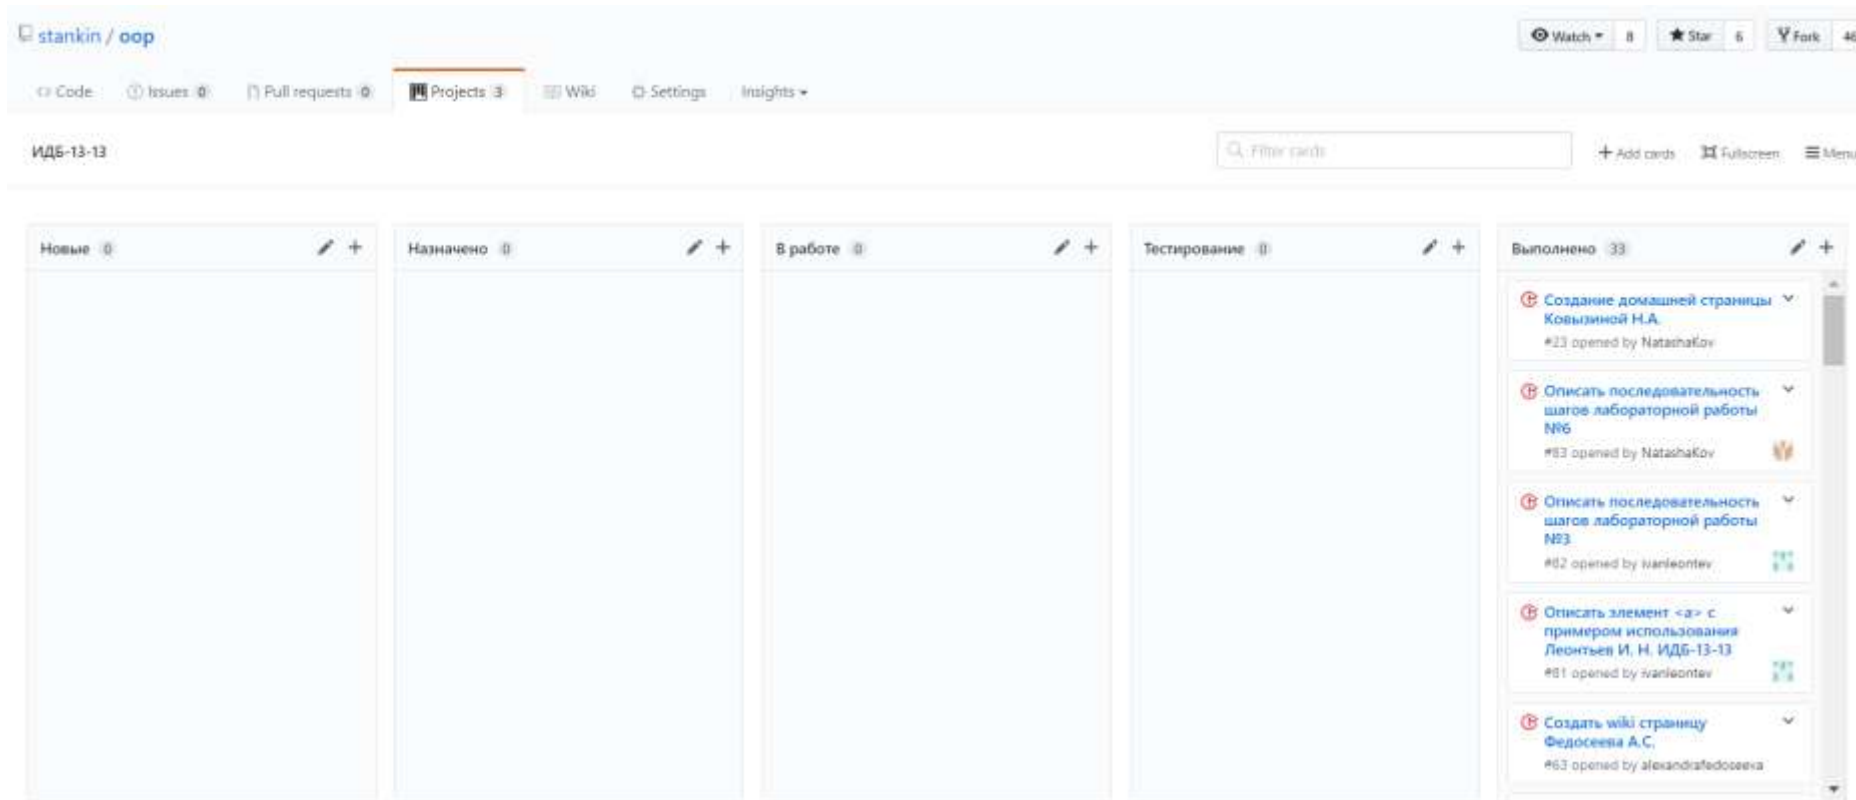 stankin / oop
Watch 8 Star 6 Fork 46
Code Issues 0 Pull requests 0 Projects 3 Wiki Settings Insights
ИДБ-13-13
Filter cards
Add cards Fullscreen Menu
Новые 0
Назначено 0
В работе 0
Тестирование 0
Выполнено 33
Создание домашней страницы
Ковызиной Н.А.
#23 opened by NatashaKov
Описать последовательность
шагов лабораторной работы
№6
#83 opened by NatashaKov
Описать последовательность
шагов лабораторной работы
№3
#82 opened by ivanleontev
Описать элемент <a> с
примером использования
Леонтьев И. Н. ИДБ-13-13
#81 opened by ivanleontev
Создать wiki страницу
Федосеева А.С.
#63 opened by alexandrafedoseeva